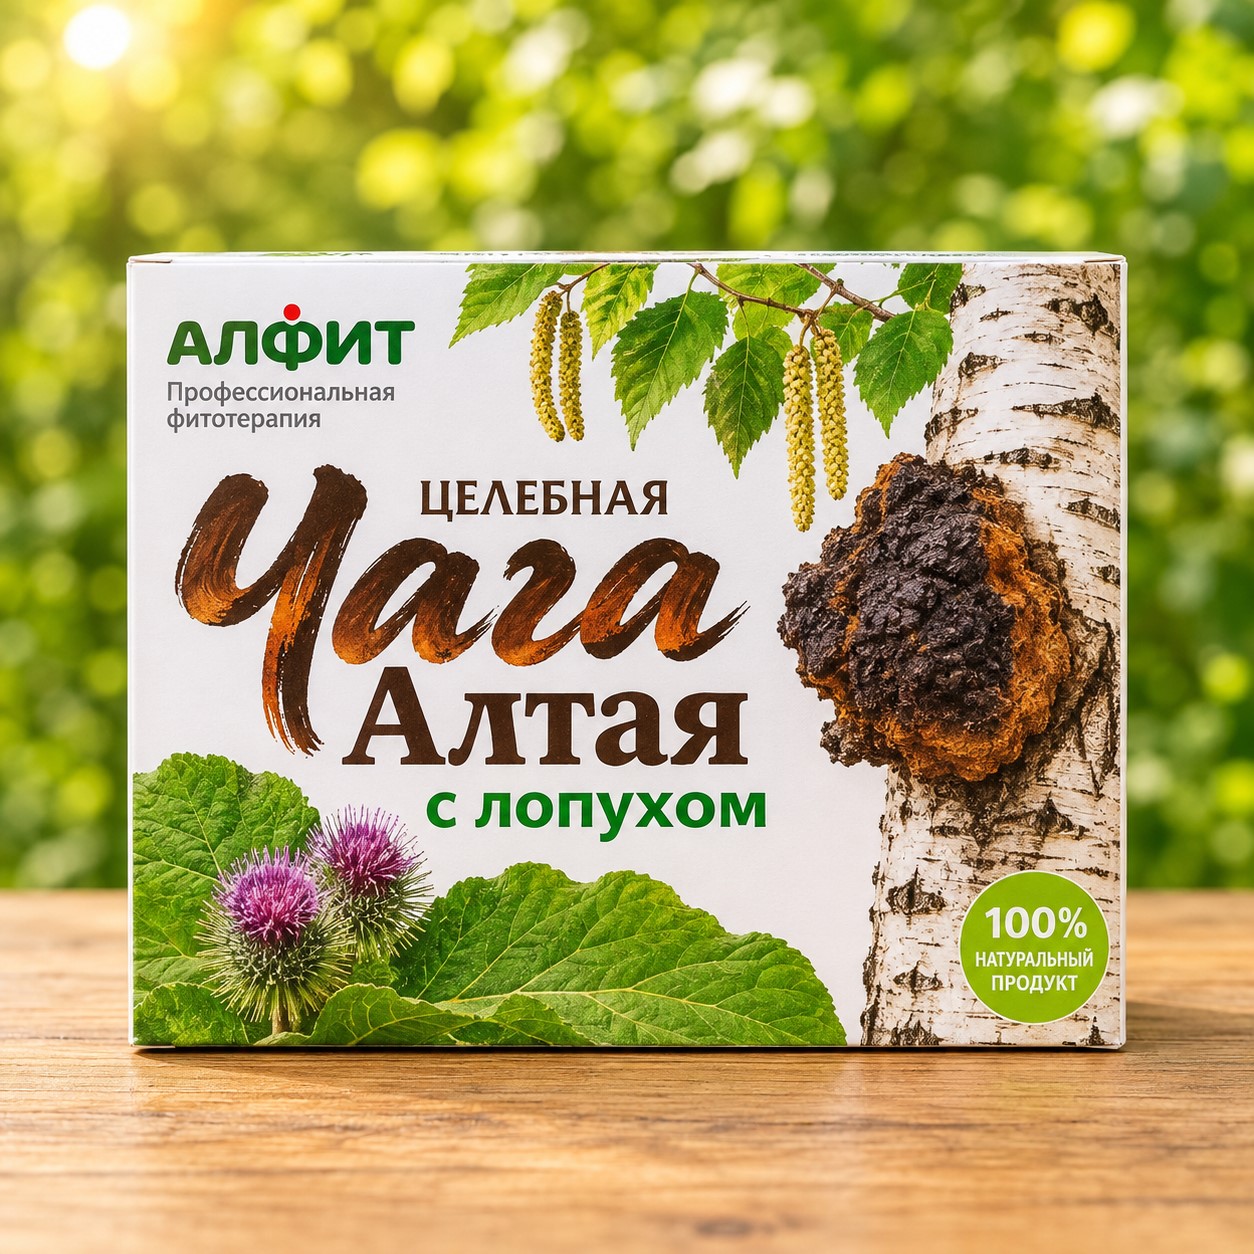 АЛФИТ
Профессиональная
фитотерапия
ЦЕЛЕБНАЯ
Чага
Алтая
с лопухом
100%
НАТУРАЛЬНЫЙ
ПРОДУКТ